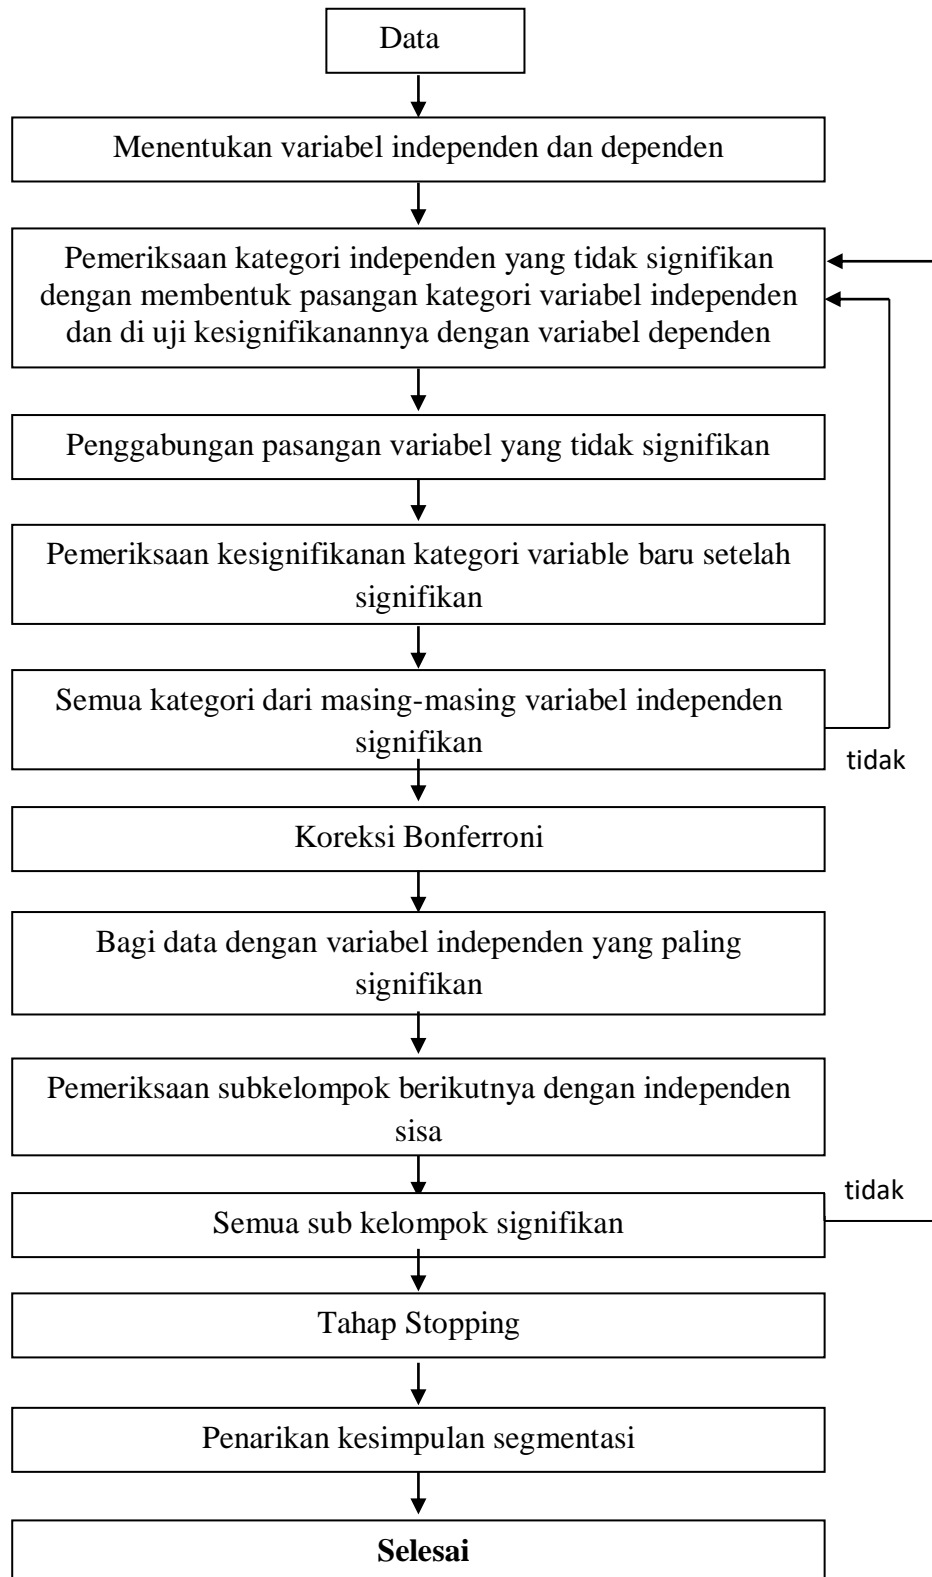 Data
Menentukan variabel independen dan dependen
Pemeriksaan kategori independen yang tidak signifikan
dengan membentuk pasangan kategori variabel independen
dan di uji kesignifikanannya dengan variabel dependen
Penggabungan pasangan variabel yang tidak signifikan
Pemeriksaan kesignifikanan kategori variable baru setelah
signifikan
Semua kategori dari masing-masing variabel independen
signifikan
tidak
Koreksi Bonferroni
Bagi data dengan variabel independen yang paling
signifikan
Pemeriksaan subkelompok berikutnya dengan independen
sisa
tidak
Semua sub kelompok signifikan
Tahap Stopping
Penarikan kesimpulan segmentasi
Selesai